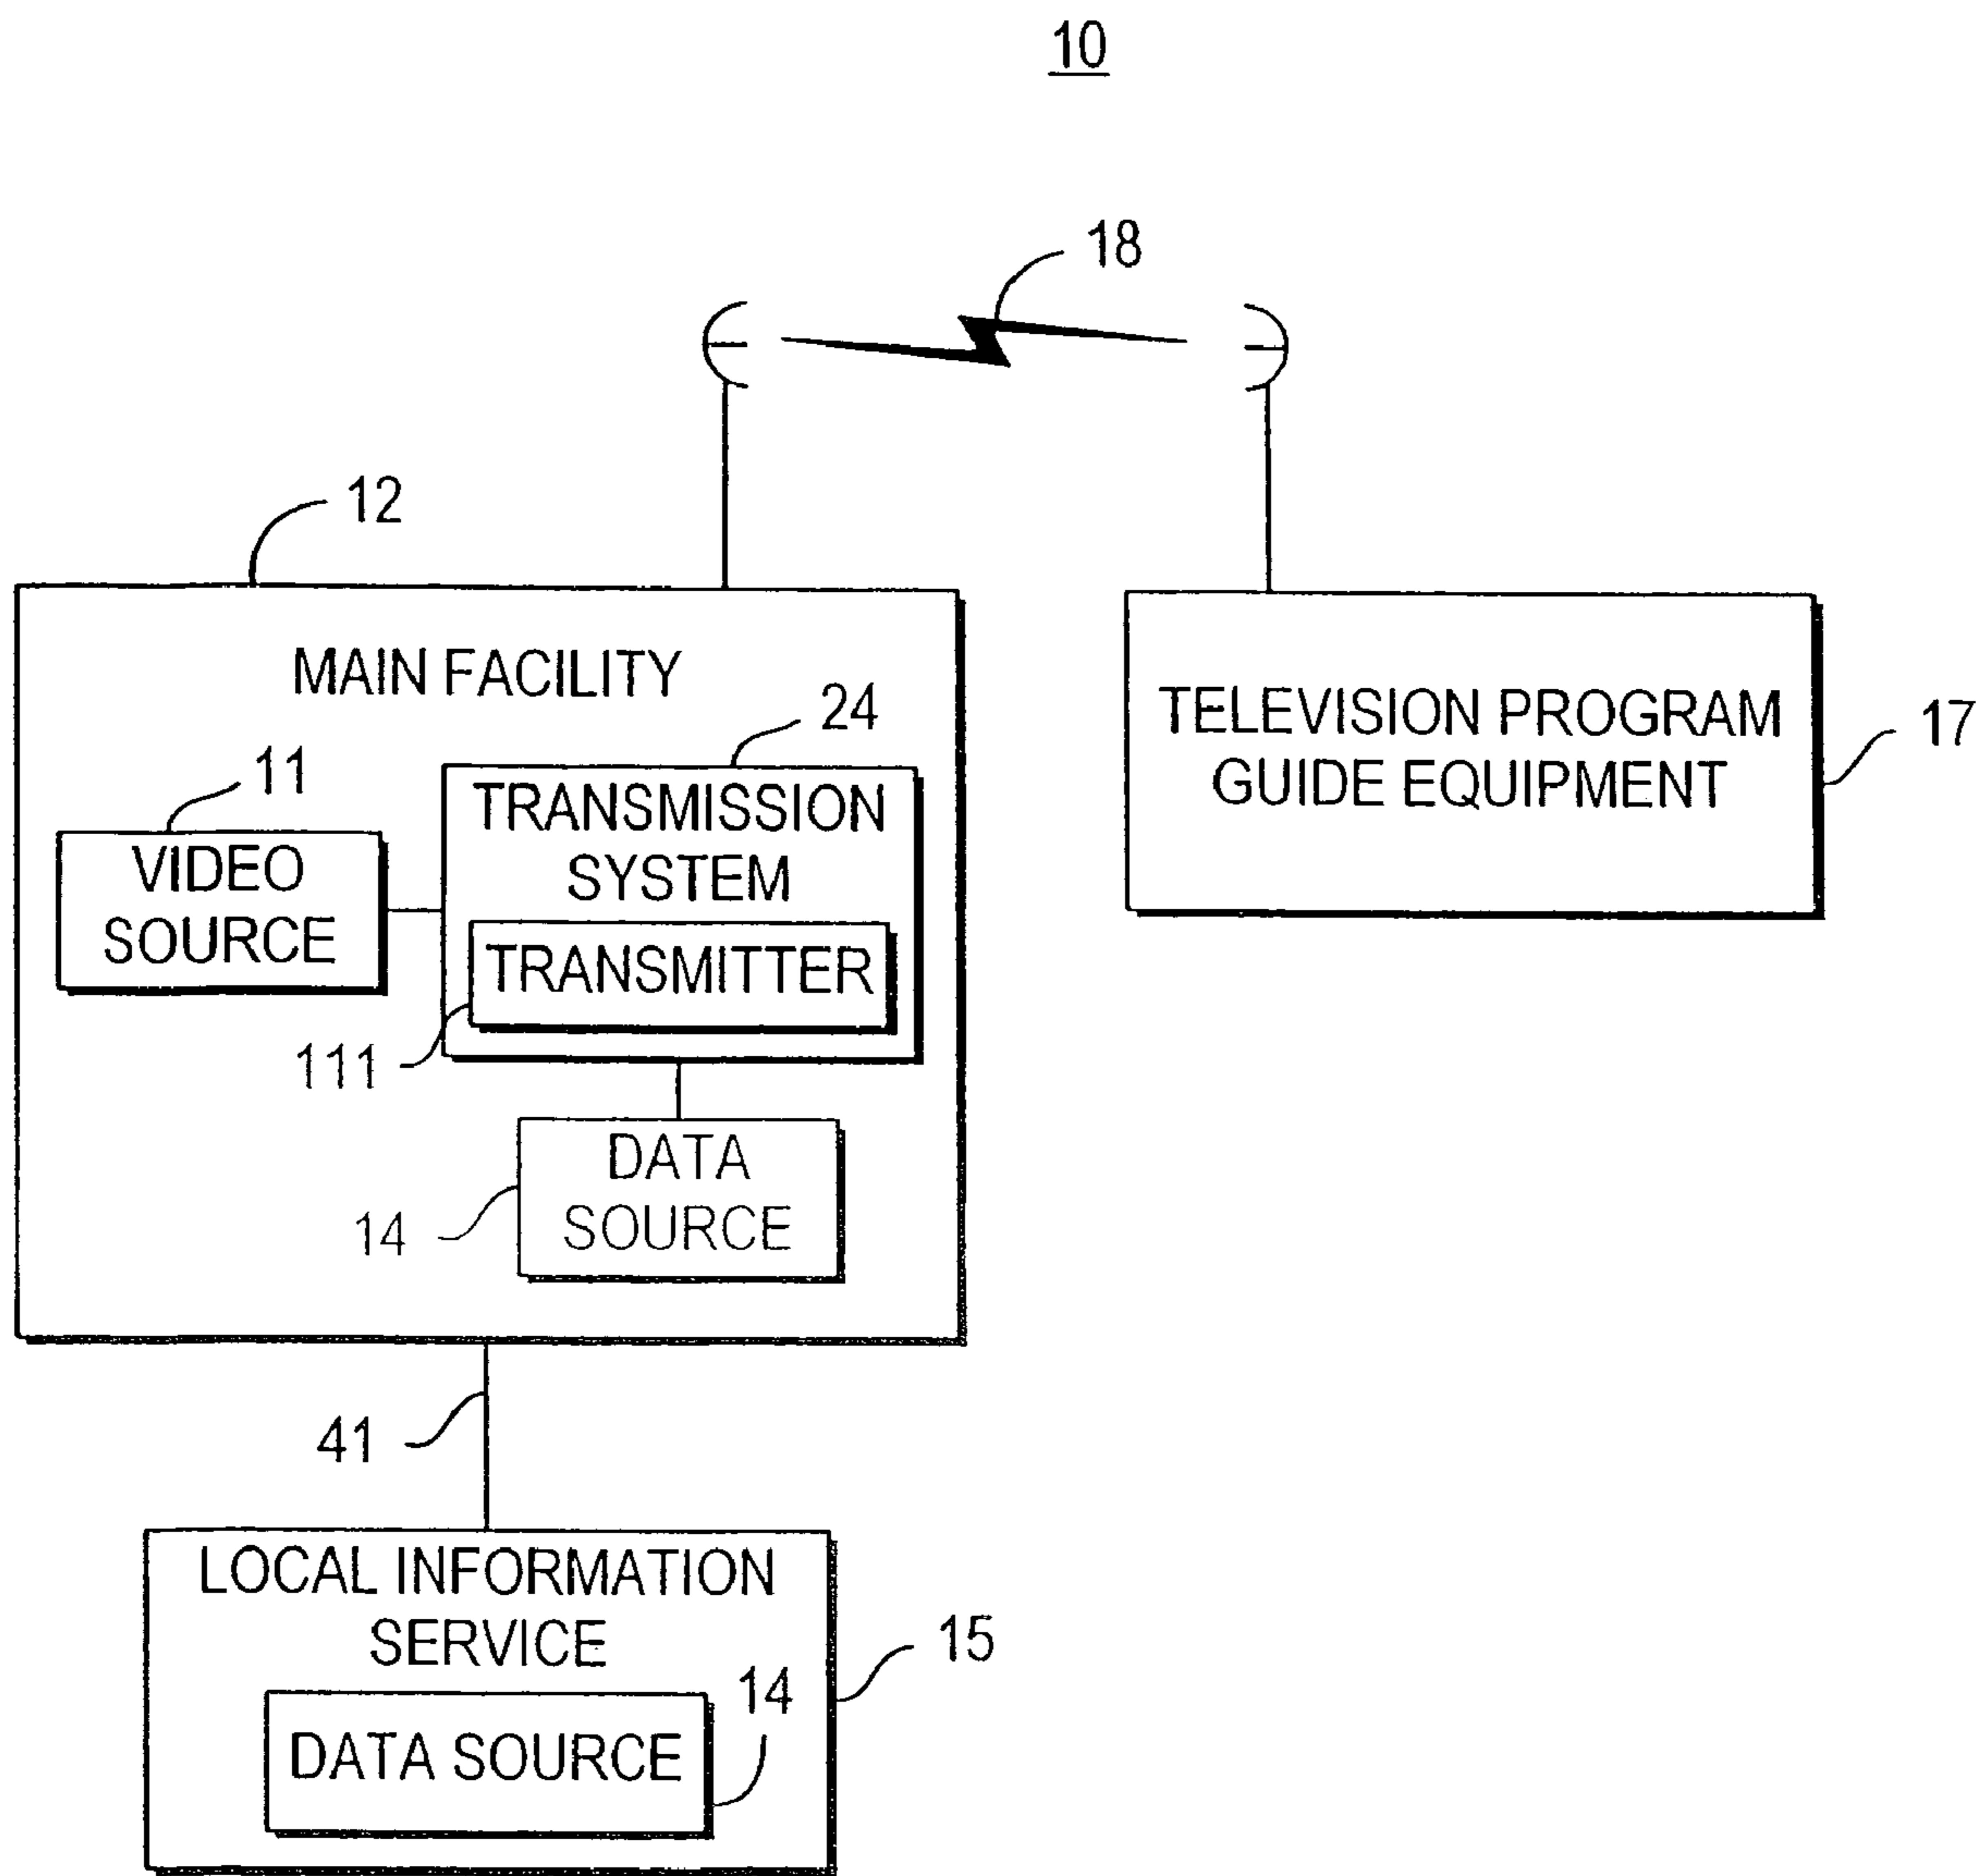 10
18
12
MAIN FACILITY
24
TELEVISION PROGRAM
GUIDE EQUIPMENT
17
11
VIDEO
SOURCE
TRANSMISSION
SYSTEM
TRANSMITTER
111
DATA
SOURCE
14
41
LOCAL INFORMATION
SERVICE
15
14
DATA SOURCE